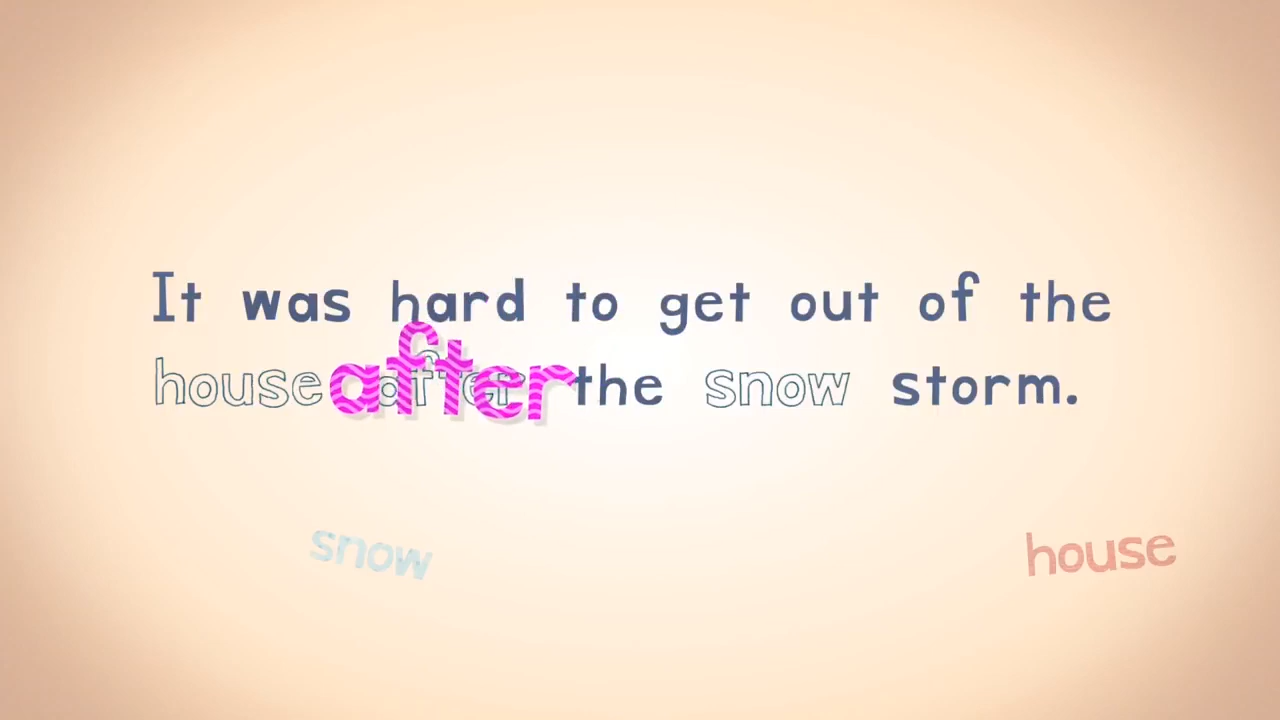 It was hard to get out of the
house after the snow storm.
after
snow
house